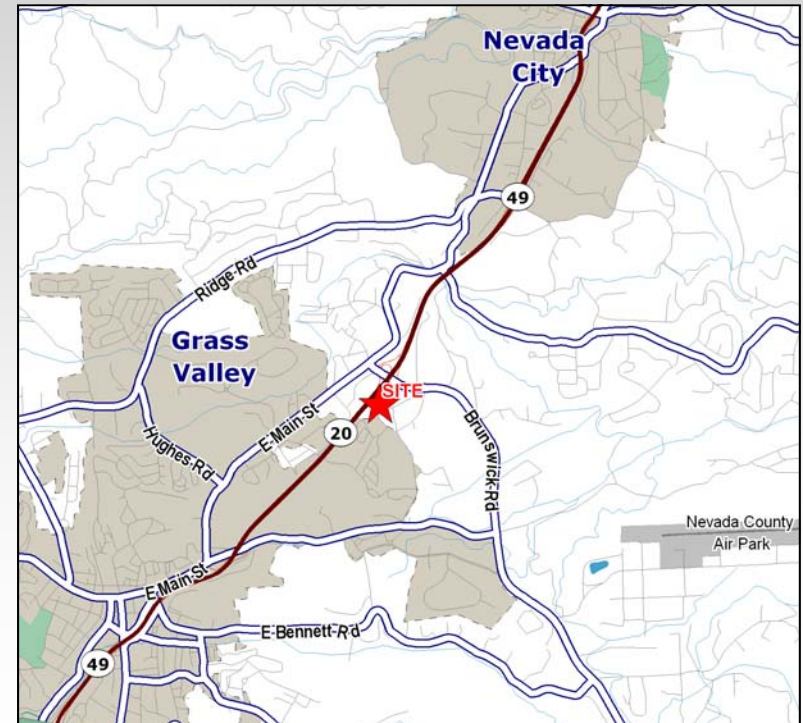 Nevada
City
49
Ridge Rd
Grass
Valley
SITE
E Main St
20
Hughes Rd
Brunswick Rd
Nevada County
Air Park
E Main St
E Bennett Rd
49